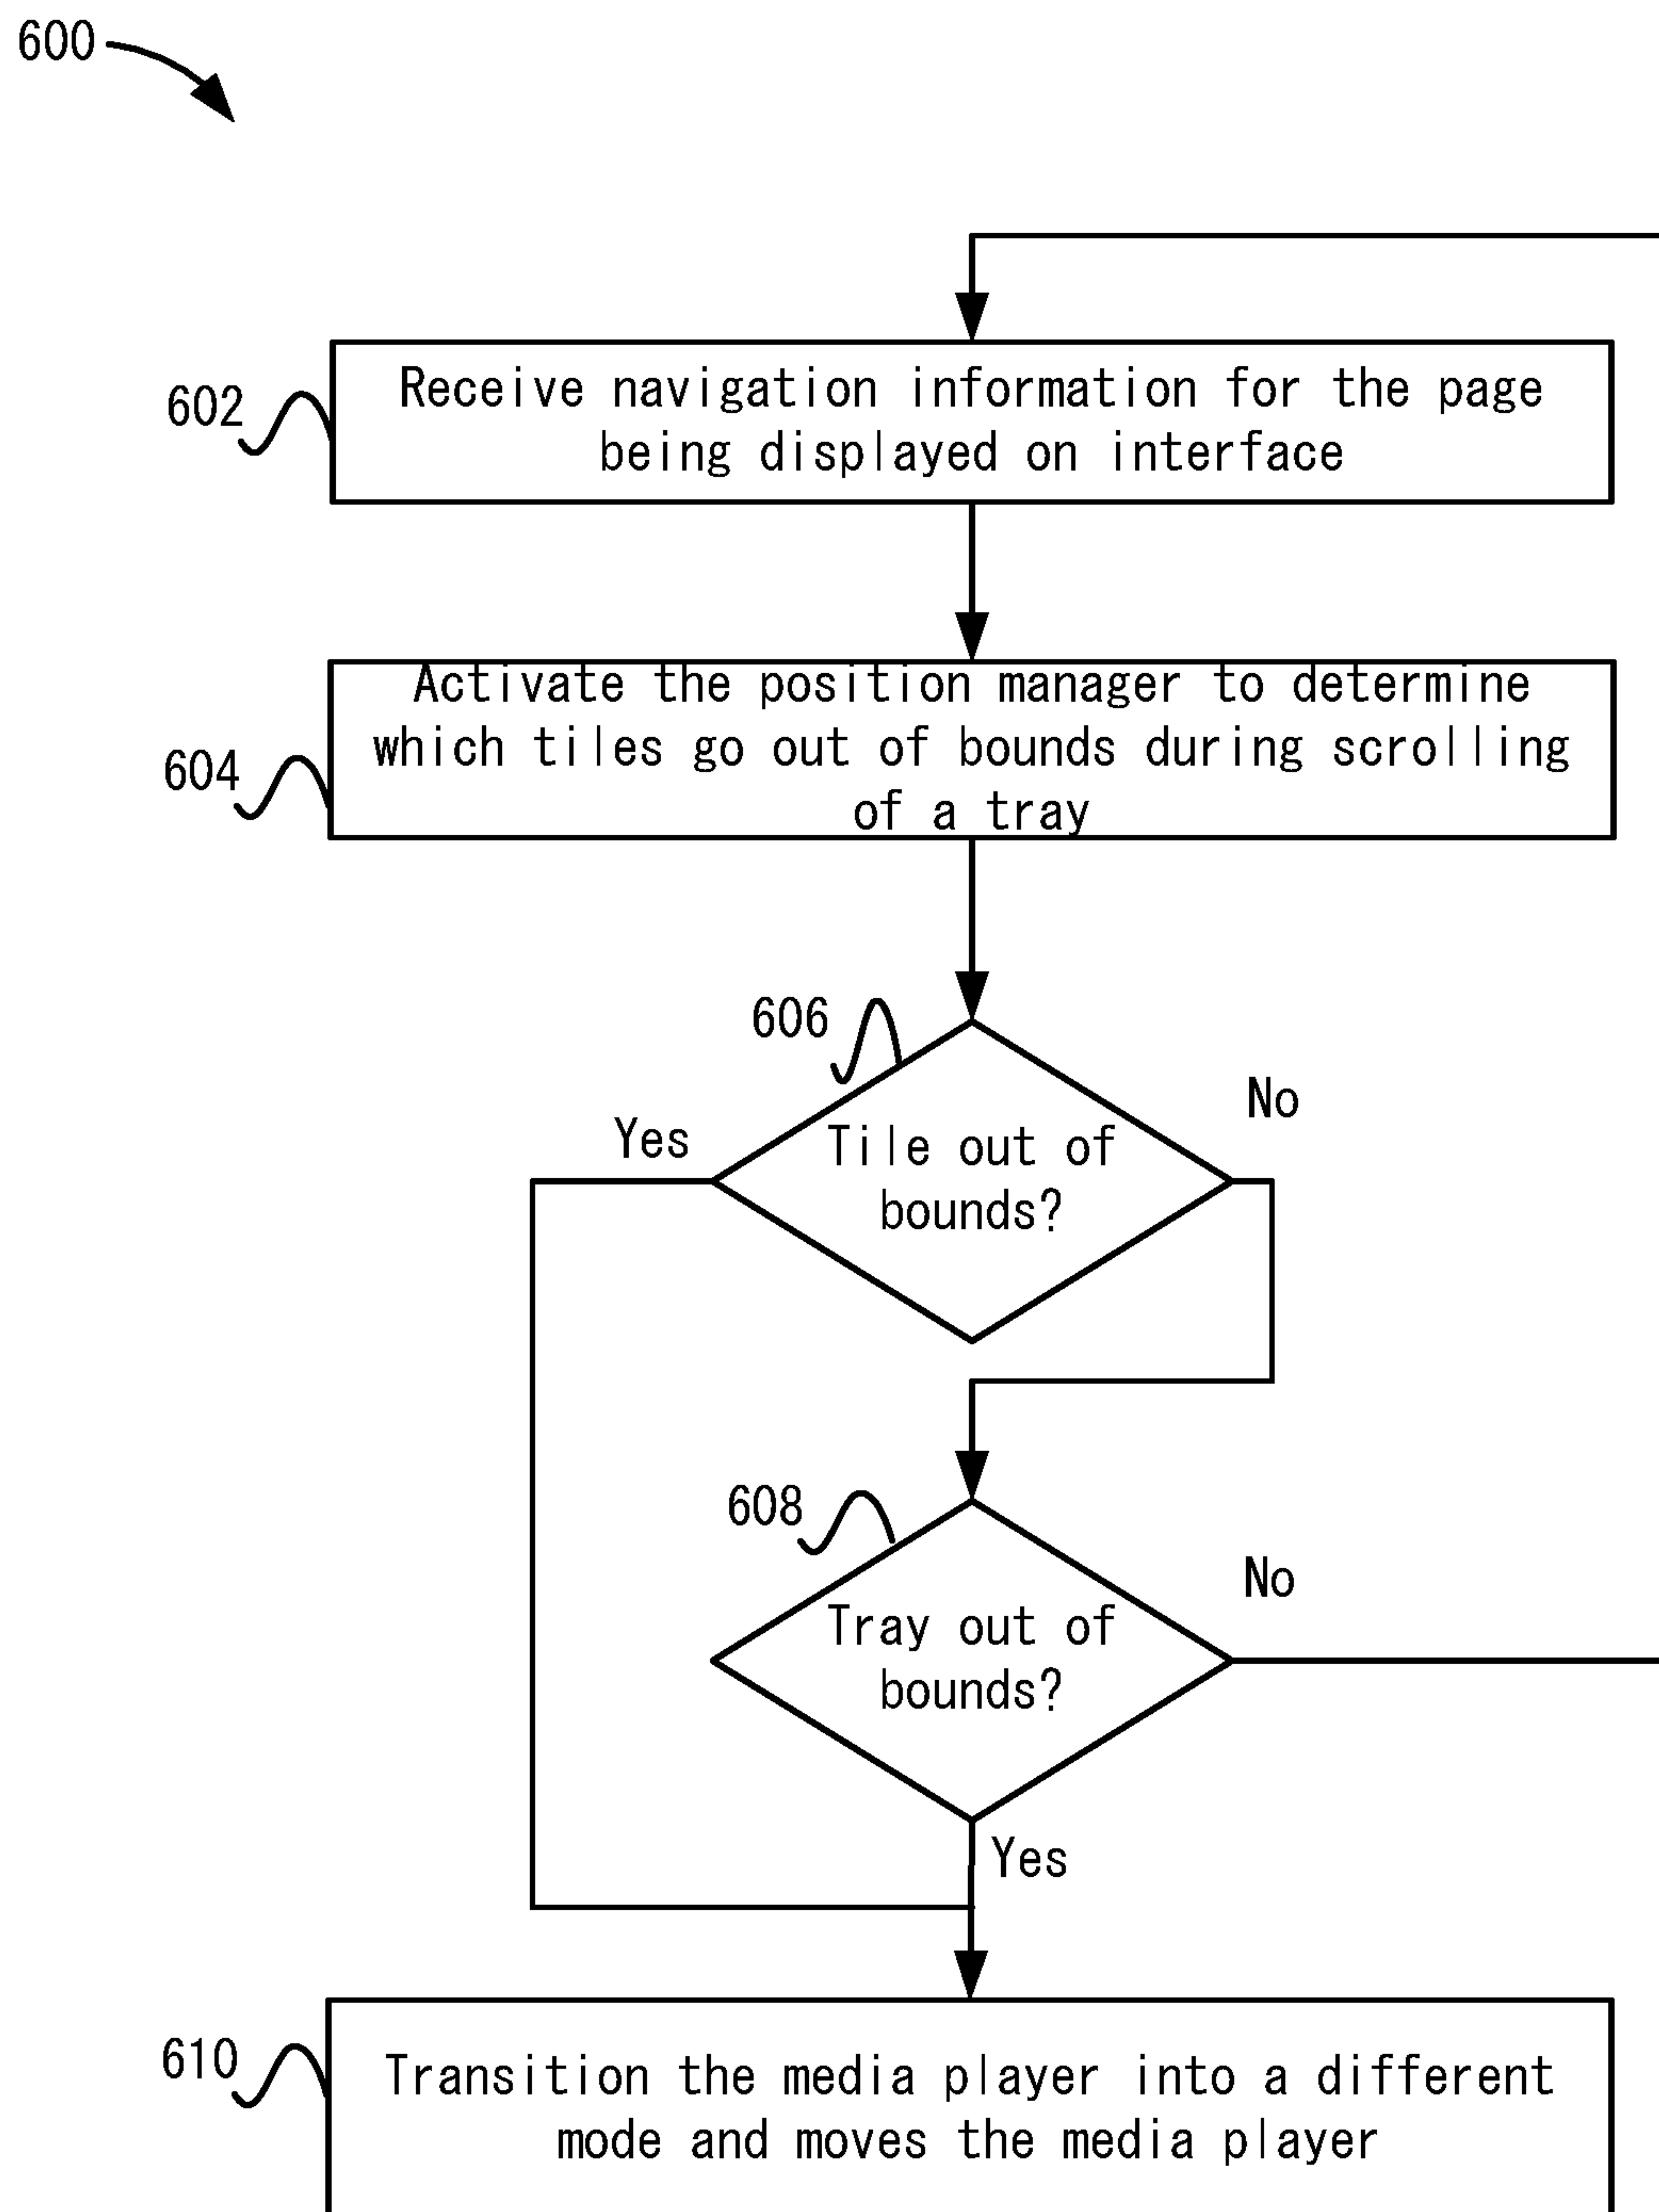 600
602
Receive navigation information for the page
being displayed on interface
604
Activate the position manager to determine
which tiles go out of bounds during scrolling
of a tray
606
Yes
No
Tile out of
bounds?
608
No
Tray out of
bounds?
Yes
610
Transition the media player into a different
mode and moves the media player